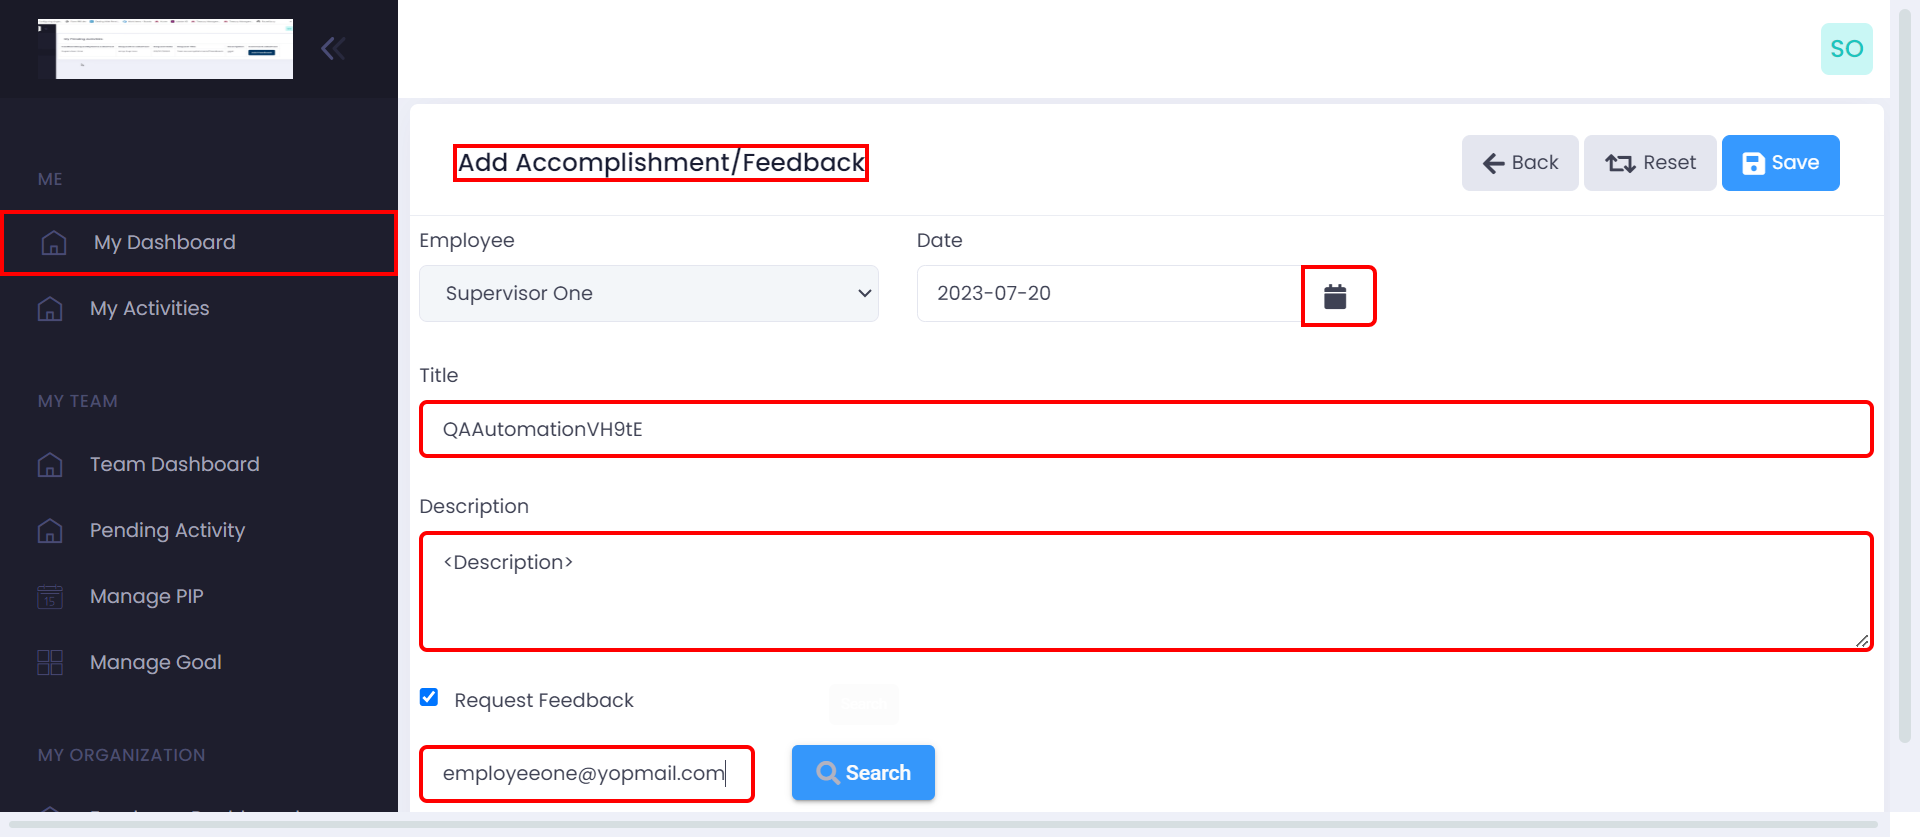 SO
ME
My Dashboard
My Activities
MY TEAM
Team Dashboard
Pending Activity
15
Manage PIP
Manage Goal
MY ORGANIZATION
Add Accomplishment/Feedback
Back
Reset
Save
Employee
Date
Supervisor One
2023-07-20
Title
QAAutomationVH9tE
Description
<Description>
Request Feedback
employeeone@yopmail.com
Search